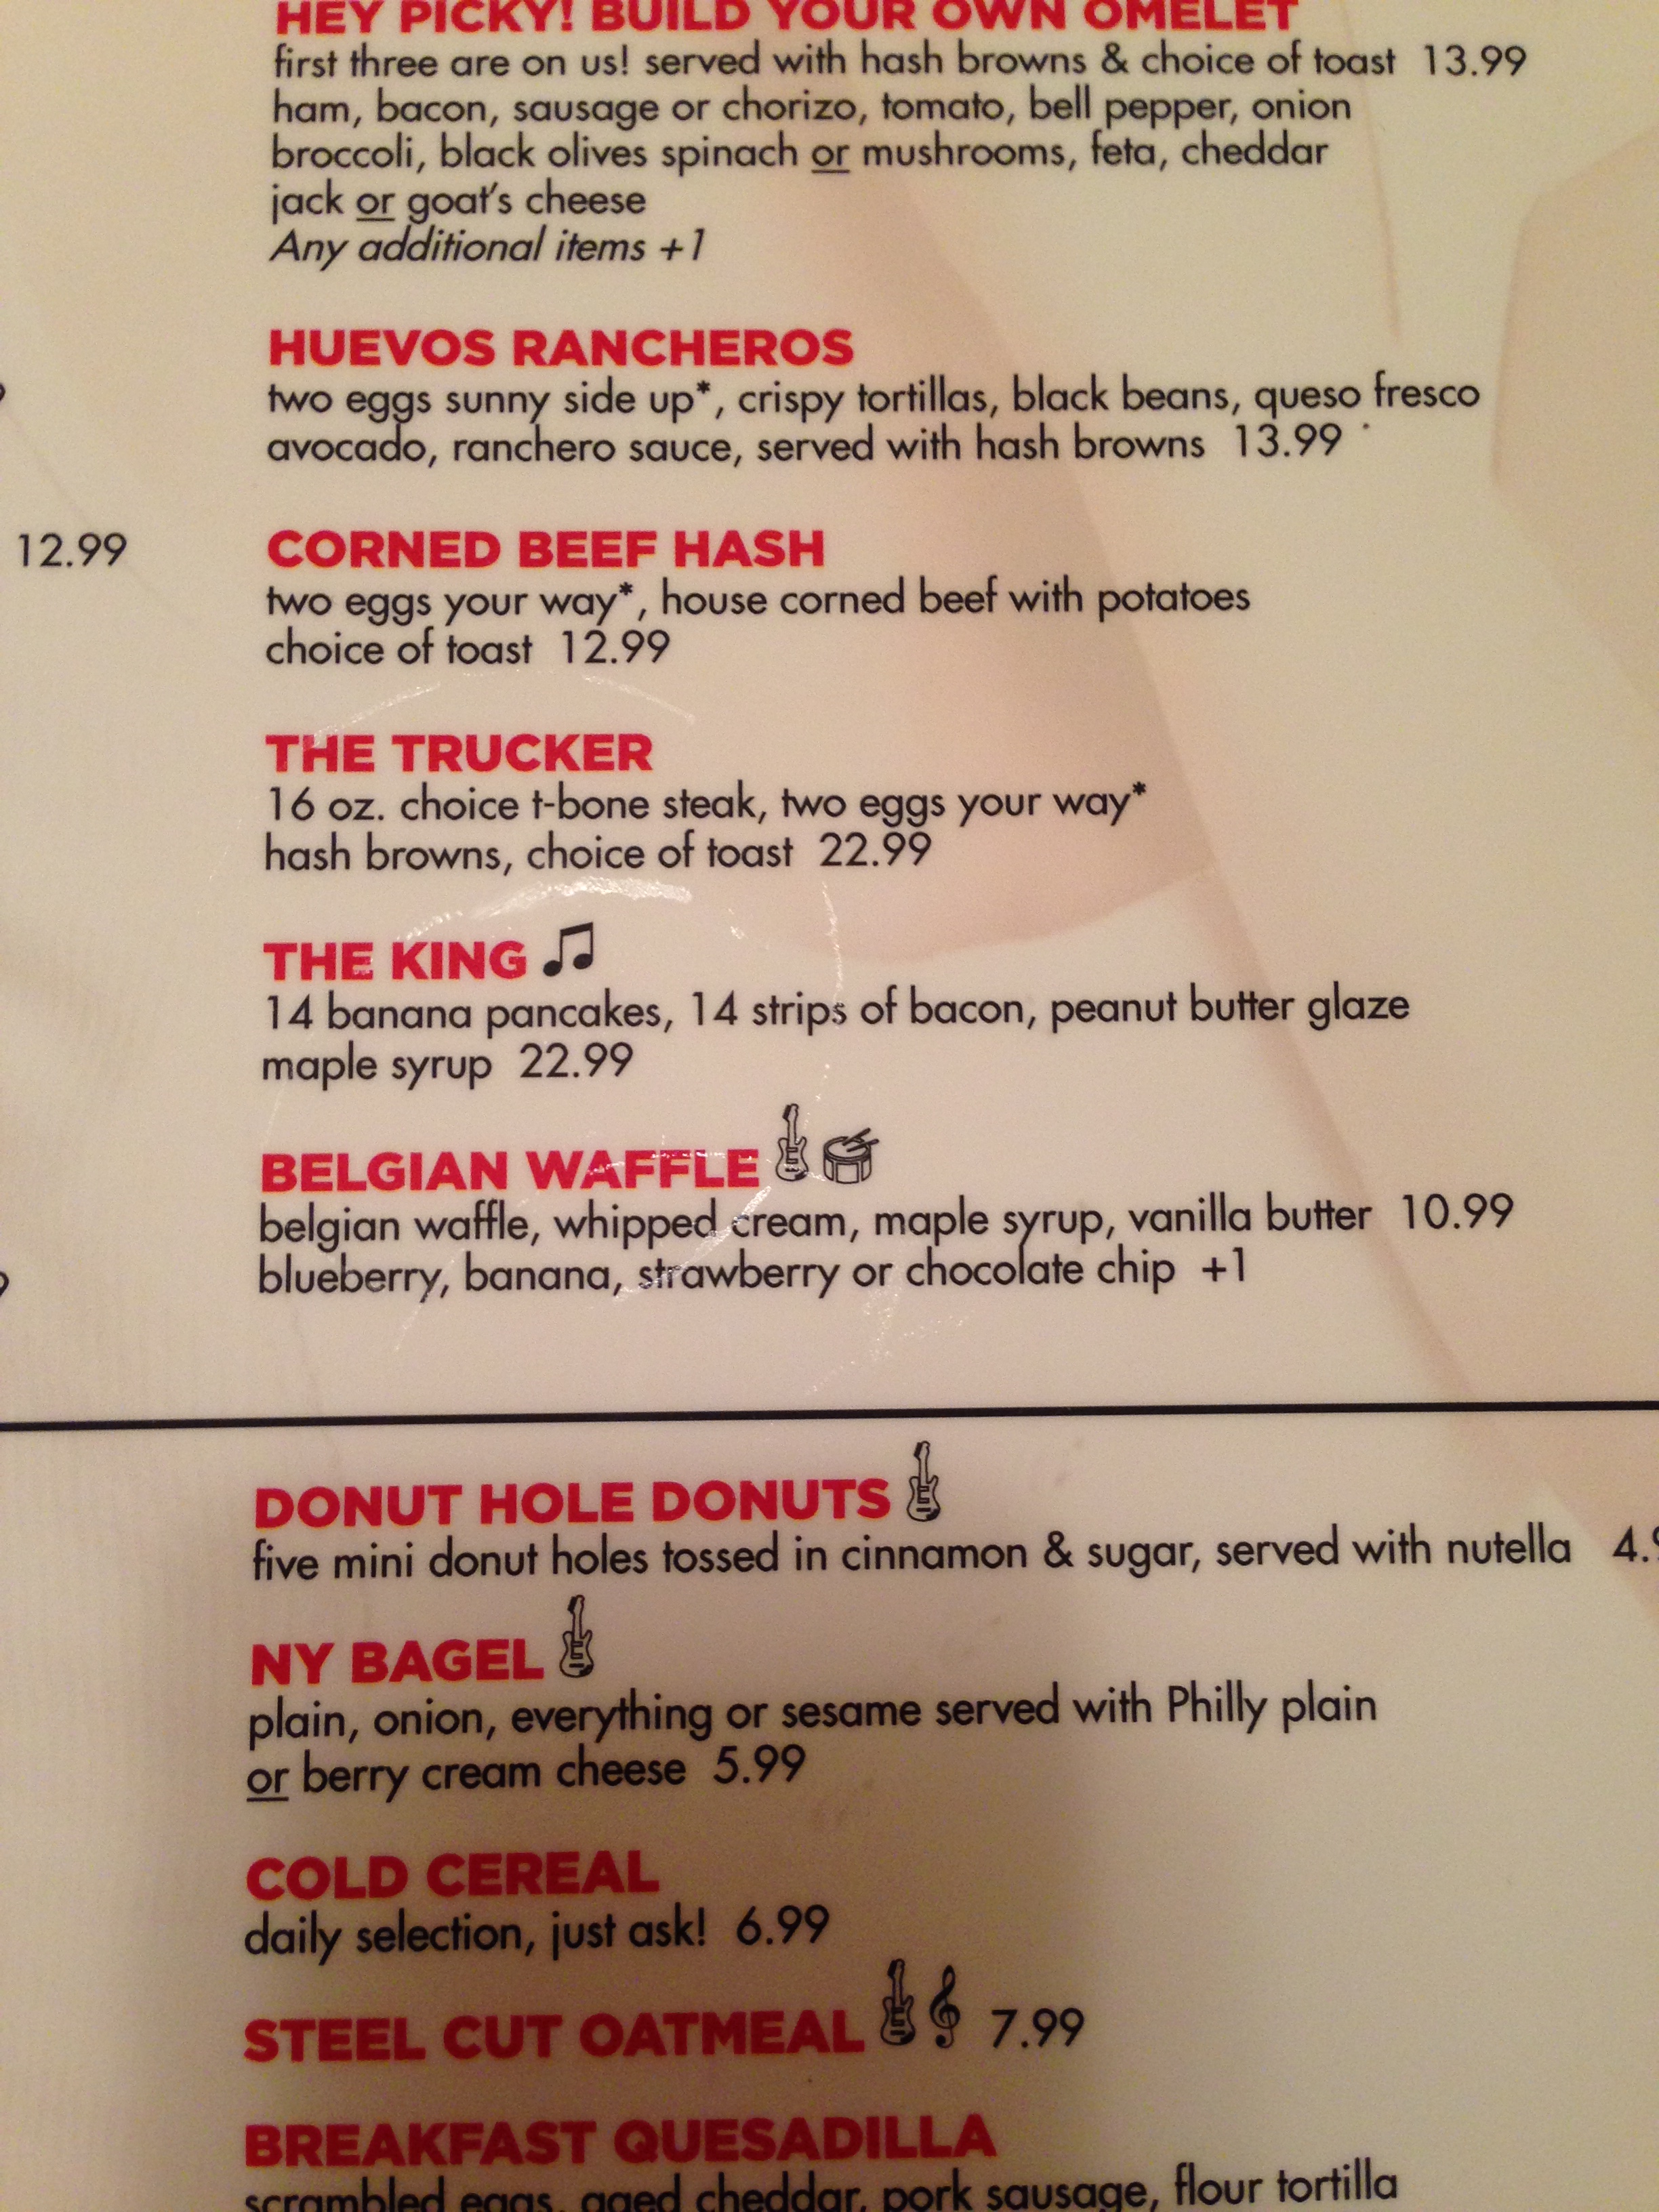 HEY PICKY! BUILD YOUR OWN OMELET
first three are on us! served with hash browns & choice of toast 13.99
ham, bacon, sausage or chorizo, tomato, bell pepper, onion
broccoli, black olives spinach or mushrooms, feta, cheddar
jack or goat's cheese
Any additional items +1
HUEVOS RANCHEROS
two eggs sunny side up*, crispy tortillas, black beans, queso fresco
avocado, ranchero sauce, served with hash browns 13.99
12.99
CORNED BEEF HASH
two eggs your way*, house corned beef with potatoes
choice of toast 12.99
THE TRUCKER
16 oz. choice t-bone steak, two eggs your way*
hash browns, choice of toast 22.99
THE KING
14 banana pancakes, 14 strips of bacon, peanut butter glaze
maple syrup 22.99
BELGIAN WAFFLE
belgian waffle, whipped cream, maple syrup, vanilla butter 10.99
blueberry, banana, strawberry or chocolate chip +1
DONUT HOLE DONUTS
five mini donut holes tossed in cinnamon & sugar, served with nutella 4.9
NY BAGEL
plain, onion, everything or sesame served with Philly plain
or berry cream cheese 5.99
COLD CEREAL
daily selection, just ask! 6.99
STEEL CUT OATMEAL 7.99
BREAKFAST QUESADILLA
scrambled eggs, aged cheddar, pork sausage, flour tortilla